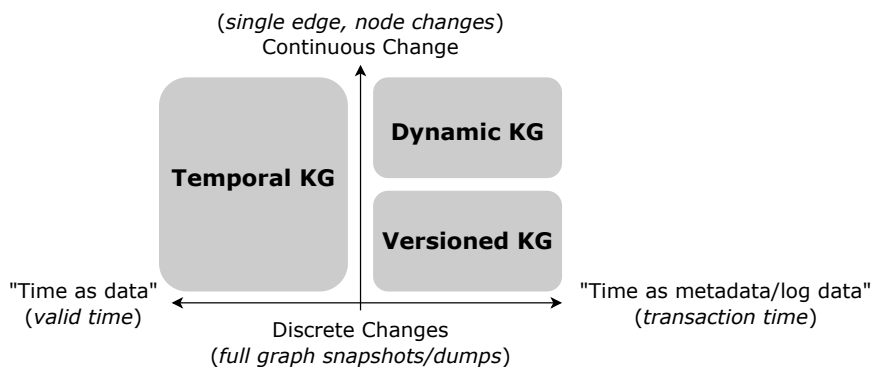 (single edge, node changes)
Continuous Change
Dynamic KG
Temporal KG
Versioned KG
"Time as data"
(valid time)
"Time as metadata/log data"
(transaction time)
Discrete Changes
(full graph snapshots/dumps)